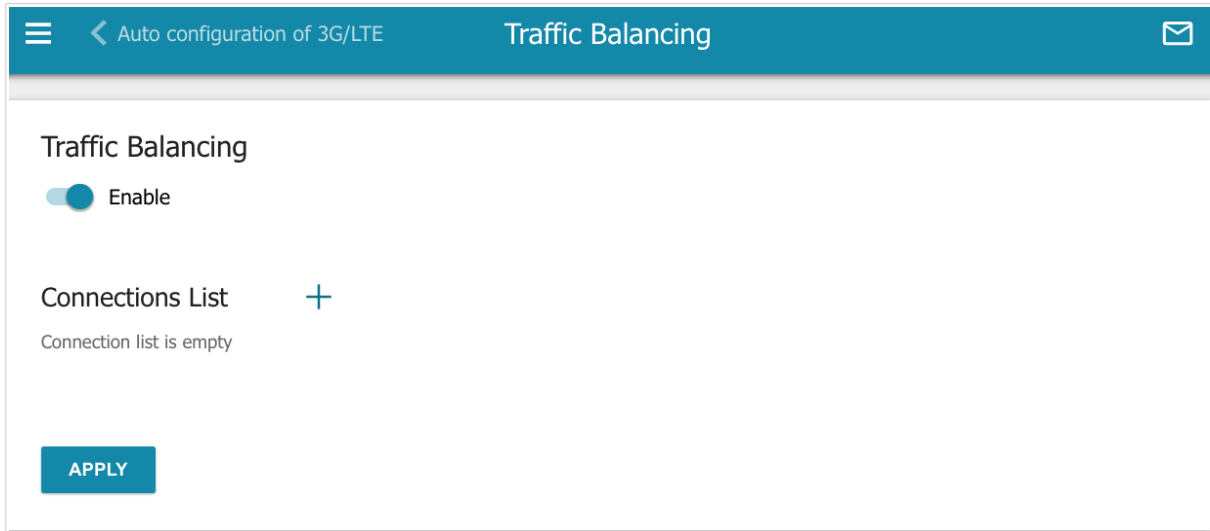 Auto configuration of 3G/LTE
Traffic Balancing
Traffic Balancing
Enable
Connections List
Connection list is empty
APPLY